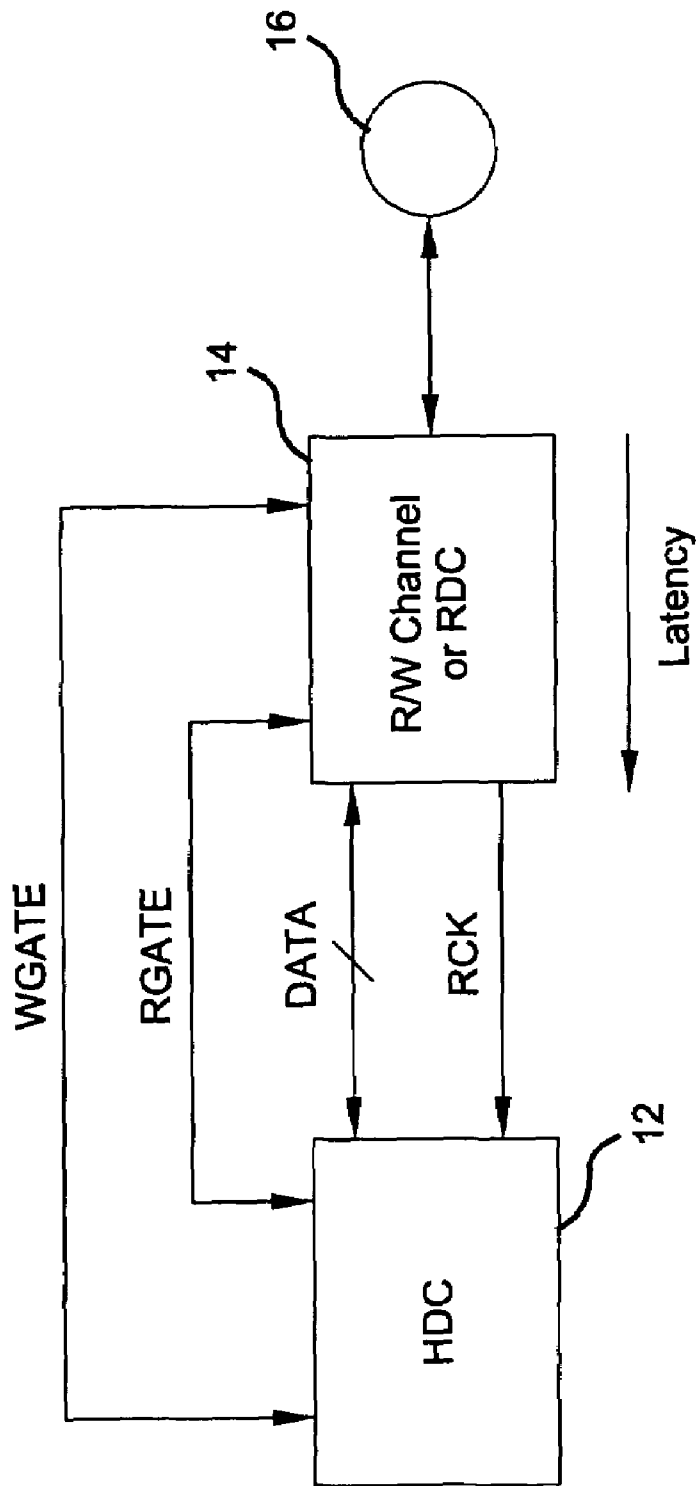 WGATE
RGATE
DATA
RCK
HDC
12
R/W Channel
or RDC
14
16
Latency